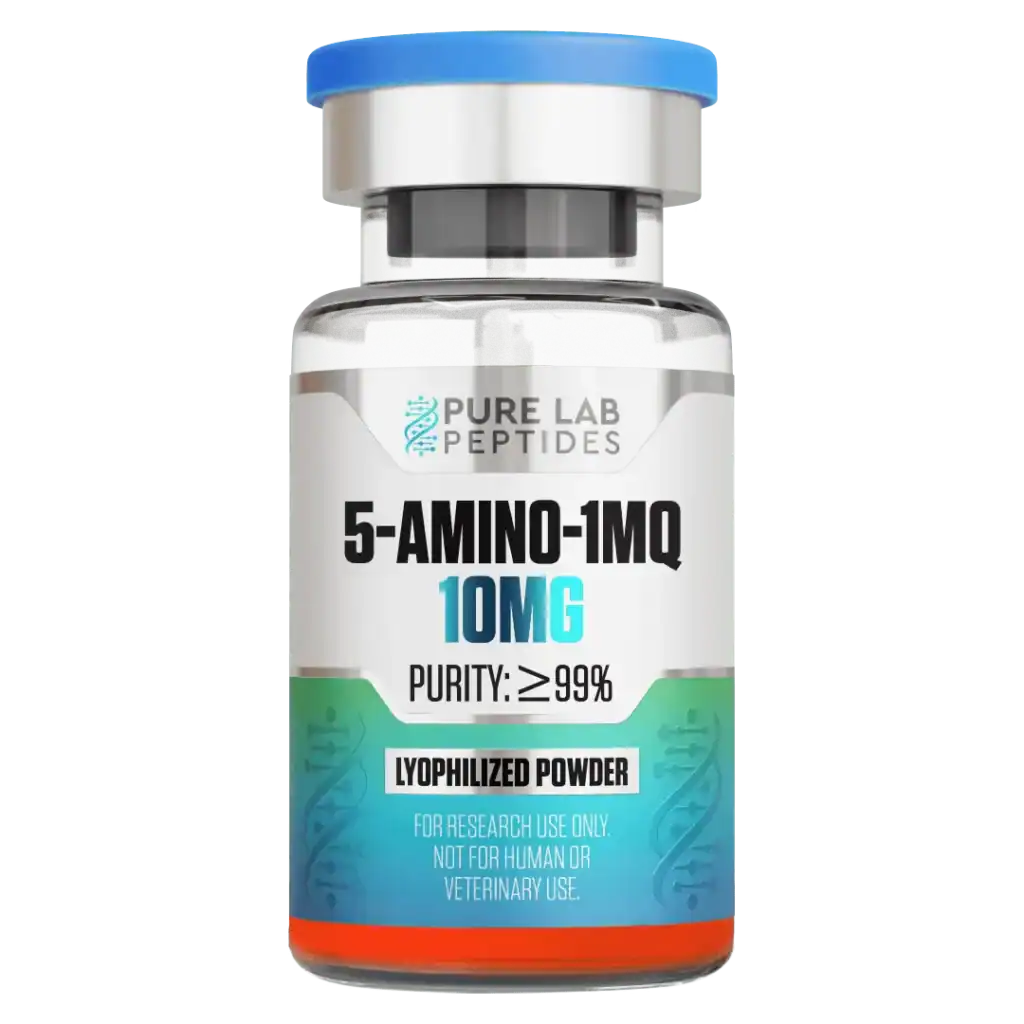 PURE LAB
PEPTIDES
5-AMINO-1MQ
10MG
PURITY: ≥99%
LYOPHILIZED POWDER
FOR RESEARCH USE ONLY.
NOT FOR HUMAN OR
VETERINARY USE.